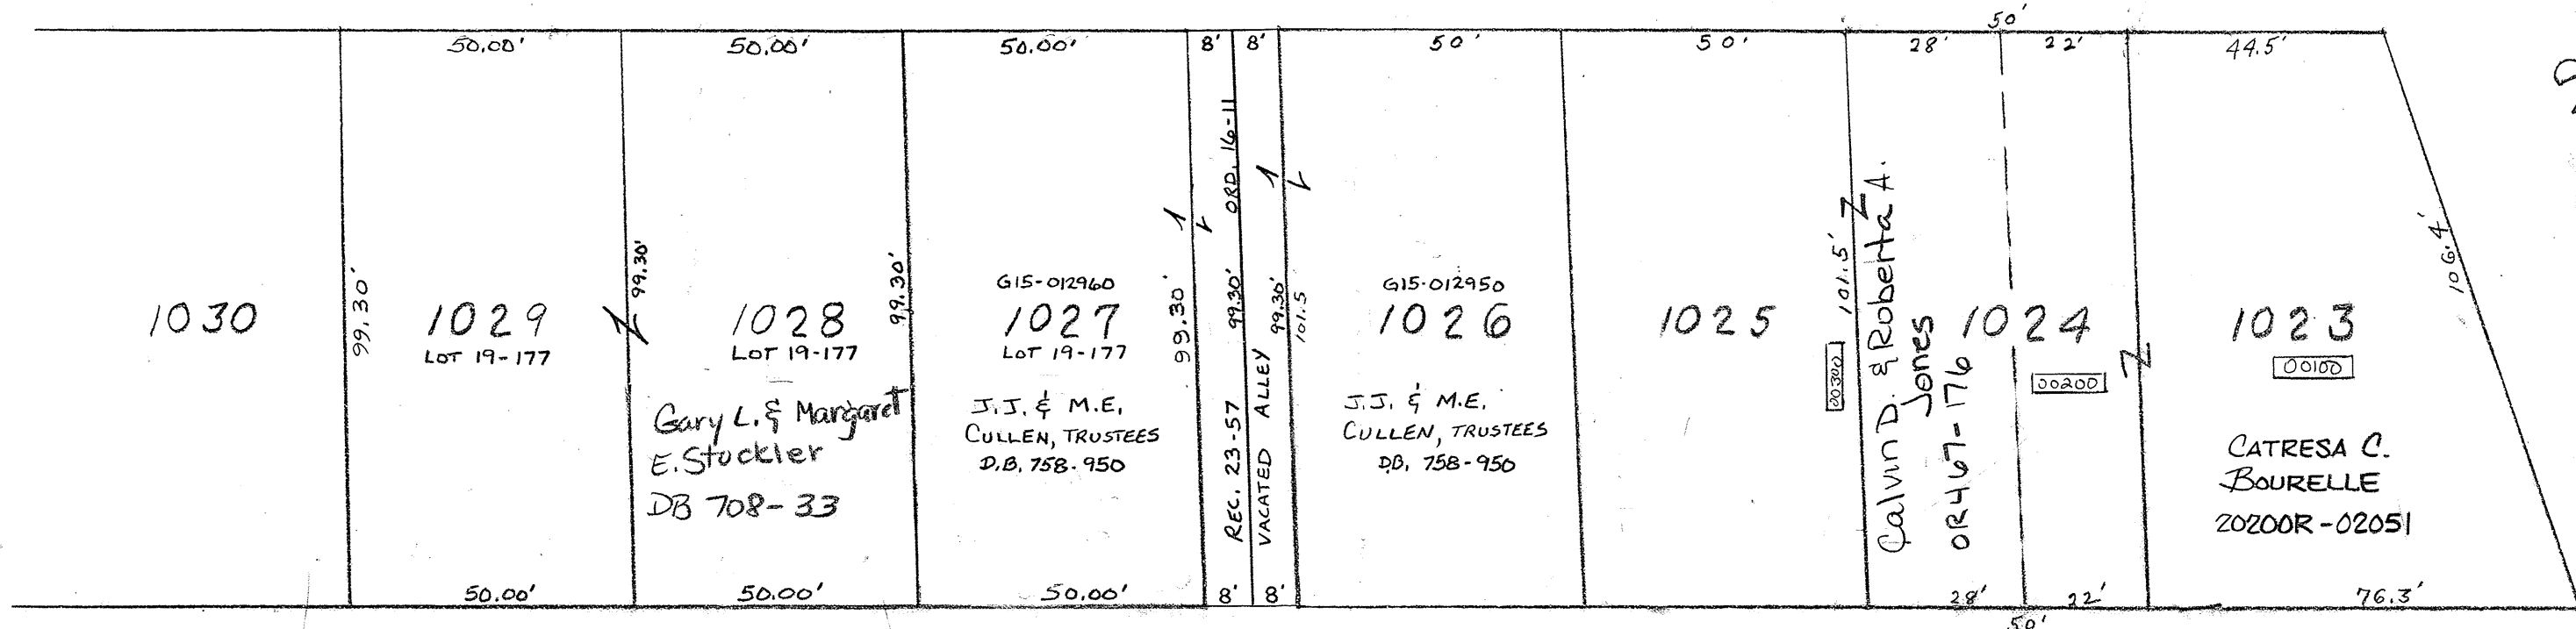 50'
50.00'
50.00'
50.00'
8'
8'
50'
50'
28'
22'
44.5'
1030
99.30'
1029
LOT 19-177
99.30'
1028
LOT 19-177
Gary L. & Margaret
E. Stuckler
DB 708-33
99.30'
G15-012960
1027
LOT 19-177
J.J. & M.E.
CULLEN, TRUSTEES
D.B. 758-950
99.30'
REC. 23-57 99.30' ORD. 16-11
VACATED ALLEY 99.30'
101.5
G15-012950
1026
J.J. & M.E.
CULLEN, TRUSTEES
D.B. 758-950
1025
00300
101.5'
Calvin D. & Roberta A.
Jones
OR467-176
1024
00200
1023
00100
CATRESA C.
BOURELLE
20200R-02051
106.4'
50.00'
50.00'
50.00'
8'
8'
28'
22'
76.3'
50'